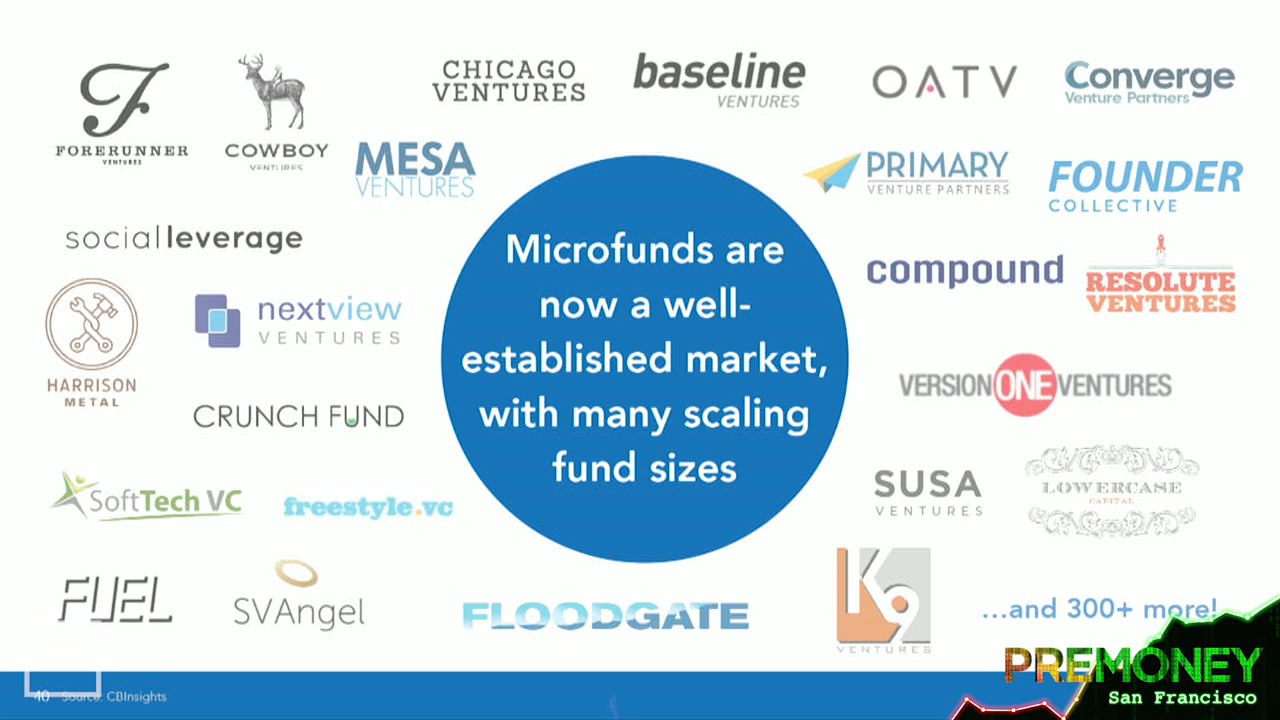 FORERUNNER
VENTURES
COWBOY
VENTURES
CHICAGO
VENTURES
baseline
VENTURES
OATV
Converge
Venture Partners
MESA
VENTURES
PRIMARY
VENTURE PARTNERS
FOUNDER
COLLECTIVE
socialleverage
Microfunds are
now a well-
established market,
with many scaling
fund sizes
compound
RESOLUTE
VENTURES
HARRISON
METAL
nextview
VENTURES
VERSION ONE VENTURES
CRUNCH FUND
SoftTech VC
freestyle.vc
SUSA
VENTURES
LOWERCASE
CAPITAL
FUEL
SVAngel
FLOODGATE
K9
VENTURES
...and 300+ more!
PREMONEY
San Francisco
40 Source: CBInsights